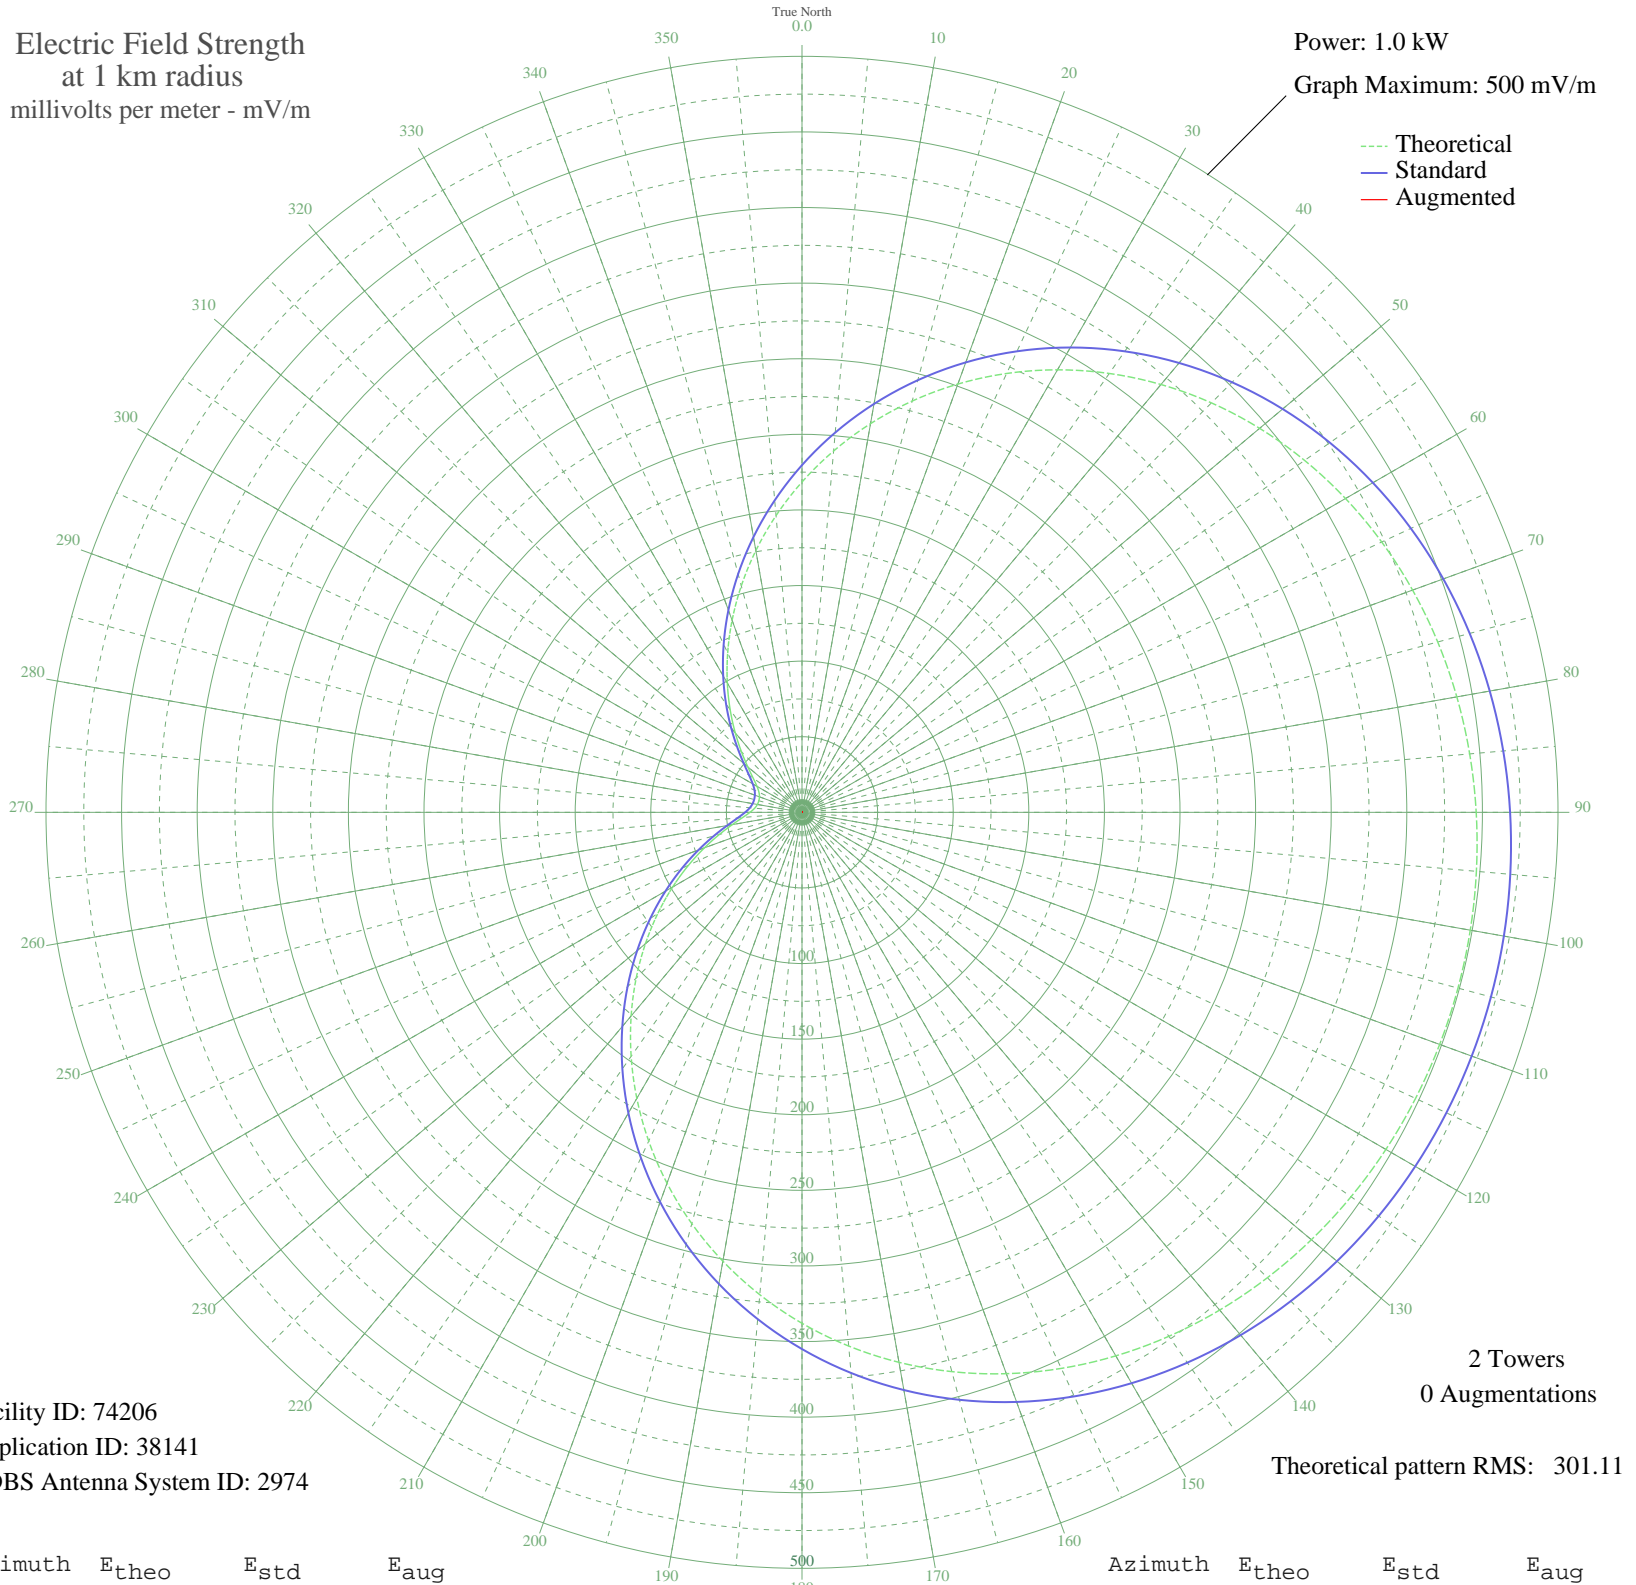 Electric Field Strength
at 1 km radius
millivolts per meter - mV/m
True North
0.0
10
20
30
40
50
60
70
80
90
100
110
120
130
140
150
160
170
190
200
210
220
230
240
250
260
270
280
290
300
310
320
330
340
350
Power: 1.0 kW
Graph Maximum: 500 mV/m
Theoretical
Standard
Augmented
100
150
200
250
300
350
400
450
500
2 Towers
0 Augmentations
Theoretical pattern RMS: 301.11
cility ID: 74206
plication ID: 38141
DBS Antenna System ID: 2974
imuth Etheo Estd Eaug
Azimuth Etheo Estd Eaug